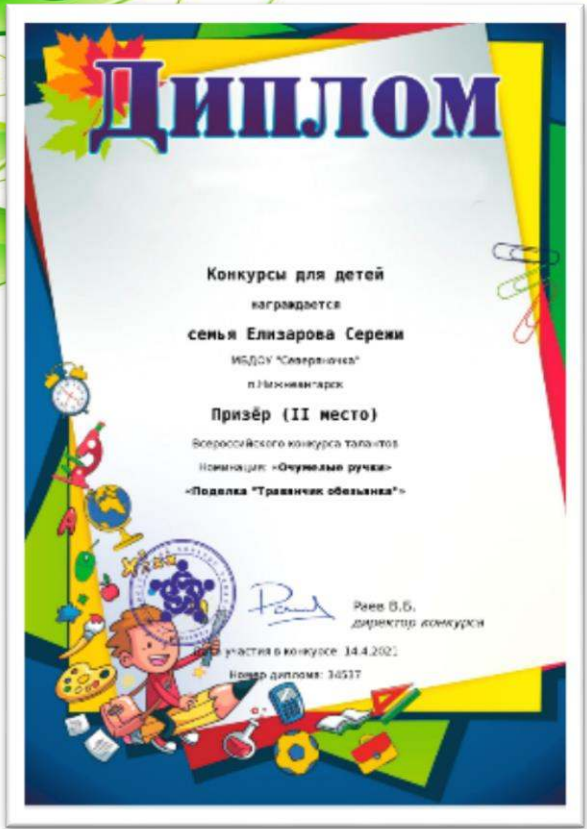 Диплом
Конкурсы для детей
награждается
семья Елизарова Сережи
МБДОУ "Северяночка"
п.Нижнеангарск
Призёр (II место)
Всероссийского конкурса талантов
Номинация: «Очумелые ручки»
«Поделка "Травянчик обезьянка"»
Раев В.Б.
директор конкурса
участия в конкурсе 14.4.2021
Номер диплома: 34537